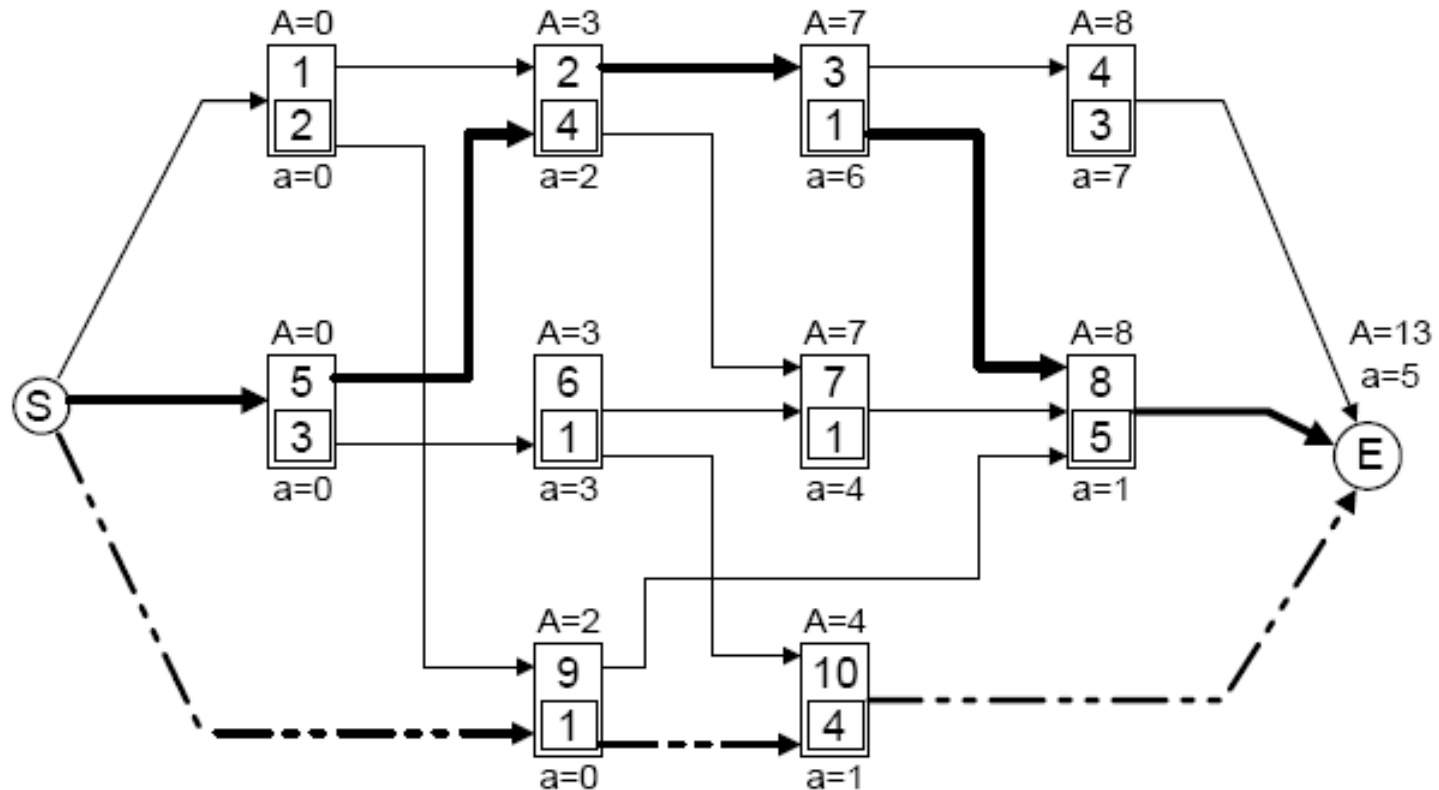 A=0 A=3 A=7 A=8
1 2 3 4
2 4 1 3
a=0 a=2 a=6 a=7
A=0 A=3 A=7 A=8 A=13
5 6 7 8 a=5
S
3 1 1 5 E
a=0 a=3 a=4 a=1
A=2 A=4
9 10
1 4
a=0 a=1